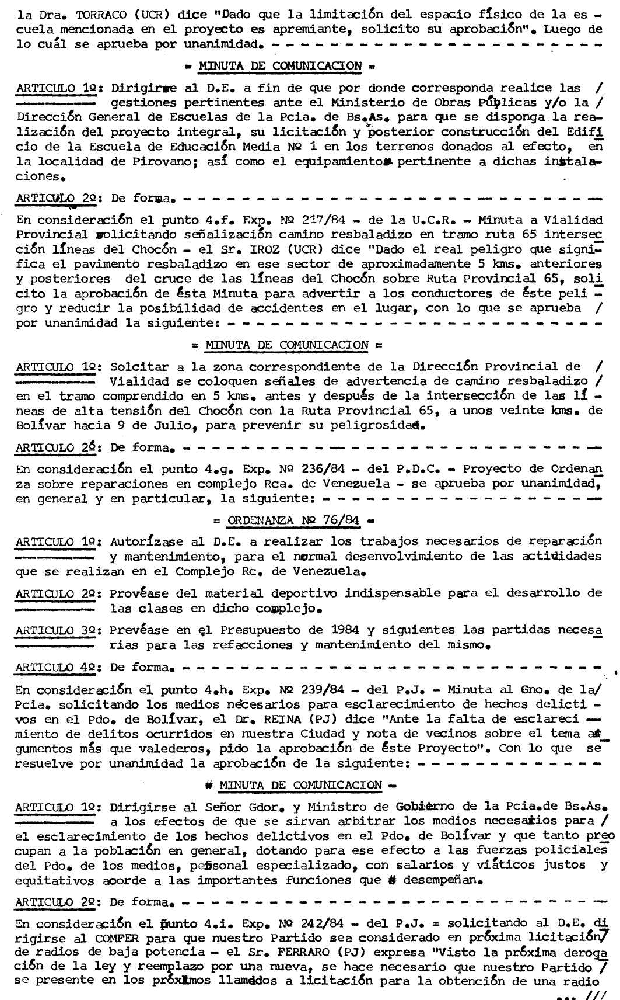 la Dra. TORRACO (UCR) dice "Dado que la limitación del espacio físico de la es -
cuela mencionada en el proyecto es apremiante, solicito su aprobación". Luego de
lo cuál se aprueba por unanimidad. - - - - - - - - - - - - - - - - - - - - - - -
= MINUTA DE COMUNICACION =
ARTICULO 1º: Dirigirse al D.E. a fin de que por donde corresponda realice las /
------------ gestiones pertinentes ante el Ministerio de Obras Públicas y/o la /
Dirección General de Escuelas de la Pcia. de Bs.As. para que se disponga la rea-
lización del proyecto integral, su licitación y posterior construcción del Edifi
cio de la Escuela de Educación Media Nº 1 en los terrenos donados al efecto, en
la localidad de Pirovano; así como el equipamiento pertinente a dichas instala-
ciones.
ARTICULO 2º: De forma. - - - - - - - - - - - - - - - - - - - - - - - - - - - - -
En consideración el punto 4.f. Exp. Nº 217/84 - de la U.C.R. - Minuta a Vialidad
Provincial solicitando señalización camino resbaladizo en tramo ruta 65 intersec
ción líneas del Chocón - el Sr. IROZ (UCR) dice "Dado el real peligro que signi-
fica el pavimento resbaladizo en ese sector de aproximadamente 5 kms. anteriores
y posteriores del cruce de las líneas del Chocón sobre Ruta Provincial 65, soli
cito la aprobación de ésta Minuta para advertir a los conductores de éste peli -
gro y reducir la posibilidad de accidentes en el lugar, con lo que se aprueba /
por unanimidad la siguiente: - - - - - - - - - - - - - - - - - - - - - - - - - -
= MINUTA DE COMUNICACION =
ARTICULO 1º: Solcitar a la zona correspondiente de la Dirección Provincial de /
------------ Vialidad se coloquen señales de advertencia de camino resbaladizo /
en el tramo comprendido en 5 kms. antes y después de la intersección de las lí -
neas de alta tensión del Chocón con la Ruta Provincial 65, a unos veinte kms. de
Bolívar hacia 9 de Julio, para prevenir su peligrosidad.
ARTICULO 2º: De forma. - - - - - - - - - - - - - - - - - - - - - - - - - - - - -
En consideración el punto 4.g. Exp. Nº 236/84 - del P.D.C. - Proyecto de Ordenan
za sobre reparaciones en complejo Rca. de Venezuela - se aprueba por unanimidad,
en general y en particular, la siguiente: - - - - - - - - - - - - - - - - - - - -
= ORDENANZA Nº 76/84 -
ARTICULO 1º: Autorízase al D.E. a realizar los trabajos necesarios de reparación
------------ y mantenimiento, para el normal desenvolvimiento de las actividades
que se realizan en el Complejo Rc. de Venezuela.
ARTICULO 2º: Provéase del material deportivo indispensable para el desarrollo de
------------ las clases en dicho complejo.
ARTICULO 3º: Prevéase en el Presupuesto de 1984 y siguientes las partidas necesa
------------ rias para las refacciones y mantenimiento del mismo.
ARTICULO 4º: De forma. - - - - - - - - - - - - - - - - - - - - - - - - - - - - -
En consideración el punto 4.h. Exp. Nº 239/84 - del P.J. - Minuta al Gno. de la/
Pcia. solicitando los medios necesarios para esclarecimiento de hechos delicti -
vos en el Pdo. de Bolívar, el Dr. REINA (PJ) dice "Ante la falta de esclareci -
miento de delitos ocurridos en nuestra Ciudad y nota de vecinos sobre el tema ar
gumentos más que valederos, pido la aprobación de éste Proyecto". Con lo que se
resuelve por unanimidad la aprobación de la siguiente: - - - - - - - - - - - - -
# MINUTA DE COMUNICACION -
ARTICULO 1º: Dirigirse al Señor Gdor. y Ministro de Gobierno de la Pcia.de Bs.As.
------------ a los efectos de que se sirvan arbitrar los medios necesarios para /
el esclarecimiento de los hechos delictivos en el Pdo. de Bolívar y que tanto preo
cupan a la población en general, dotando para ese efecto a las fuerzas policiales
del Pdo. de los medios, personal especializado, con salarios y viáticos justos y
equitativos acorde a las importantes funciones que # desempeñan.
ARTICULO 2º: De forma. - - - - - - - - - - - - - - - - - - - - - - - - - - - - -
En consideración el punto 4.i. Exp. Nº 242/84 - del P.J. = solicitando al D.E. di
rigirse al COMFER para que nuestro Partido sea considerado en próxima licitación/
de radios de baja potencia - el Sr. FERRARO (PJ) expresa "Visto la próxima deroga
ción de la ley y reemplazo por una nueva, se hace necesario que nuestro Partido /
se presente en los próximos llamados a licitación para la obtención de una radio
... ///